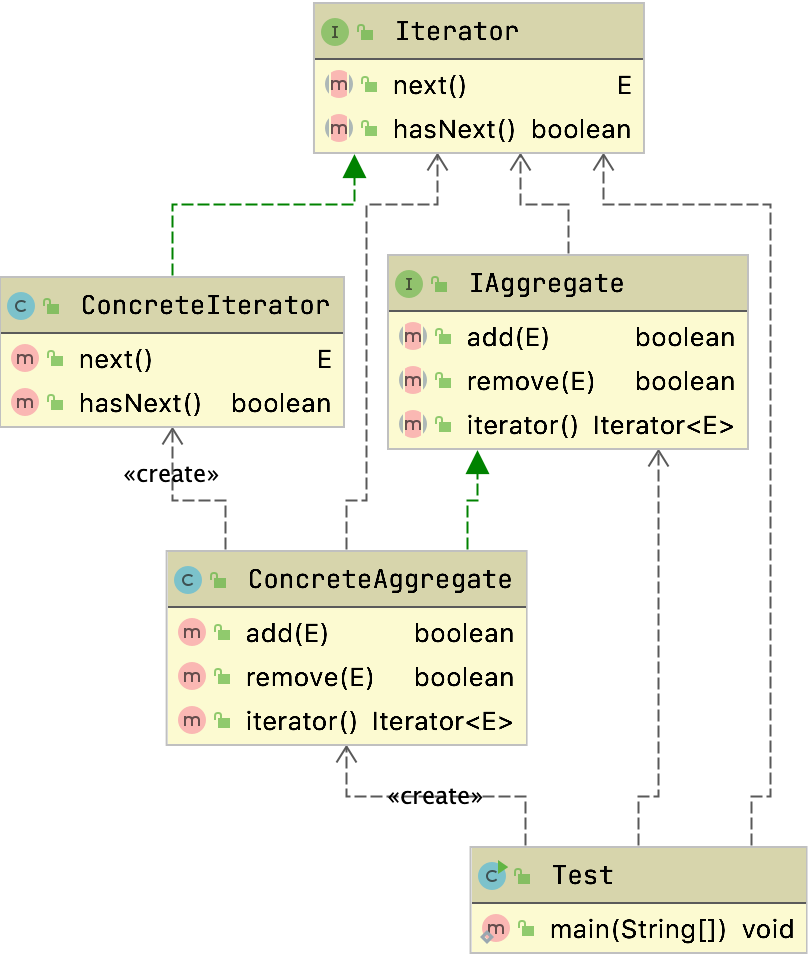 I Iterator
m next() E
m hasNext() boolean
C ConcreteIterator
m next() E
m hasNext() boolean
I IAggregate
m add(E) boolean
m remove(E) boolean
m iterator() Iterator<E>
«create»
C ConcreteAggregate
m add(E) boolean
m remove(E) boolean
m iterator() Iterator<E>
«create»
C Test
m main(String[]) void